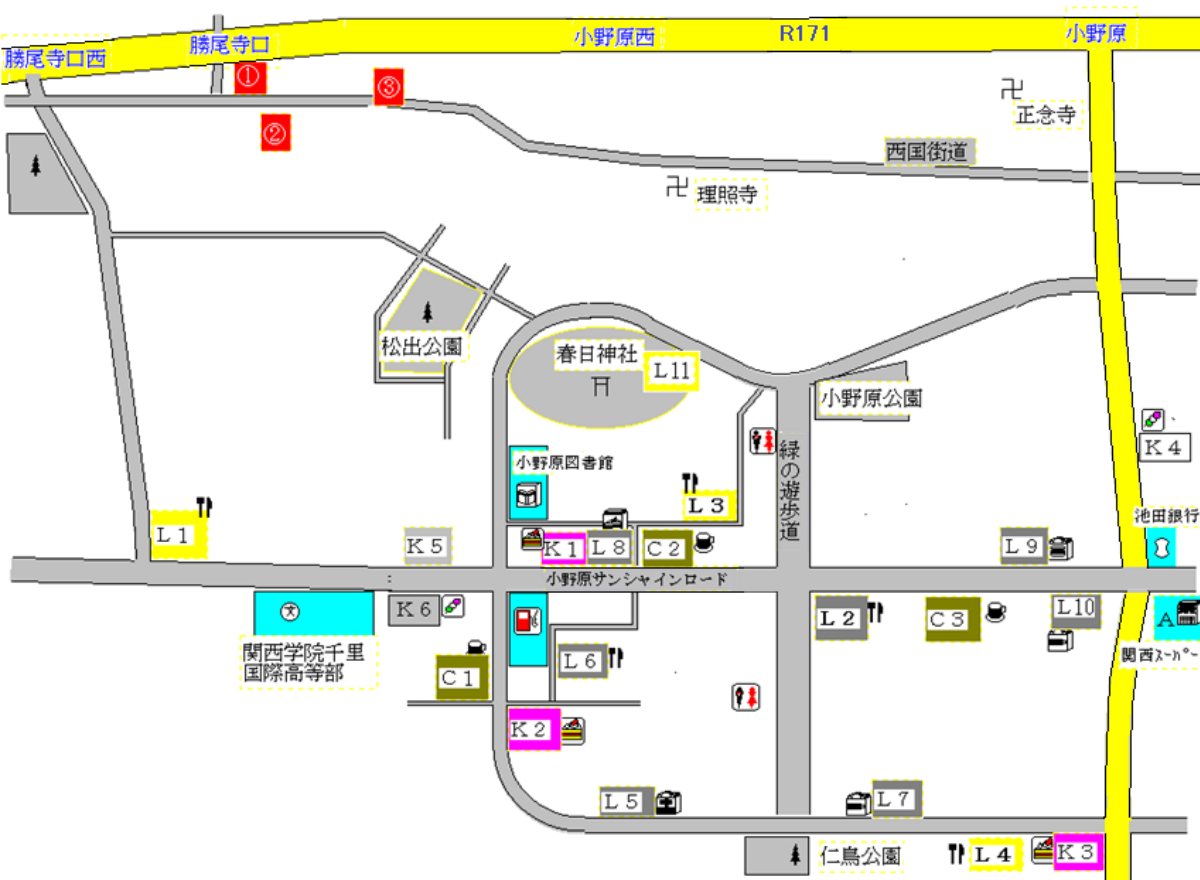 勝尾寺口西
勝尾寺口
小野原西
R171
小野原
①
③
②
正念寺
西国街道
理照寺
松出公園
春日神社
L11
小野原公園
K4
小野原図書館
緑の遊歩道
L3
L1
K5
K1
L8
C2
L9
池田銀行
小野原サンシャインロード
文
K6
L2
C3
L10
A
関西ｽｰﾊﾟｰ
関西学院千里
国際高等部
C1
L6
K2
L5
L7
仁鳥公園
L4
K3